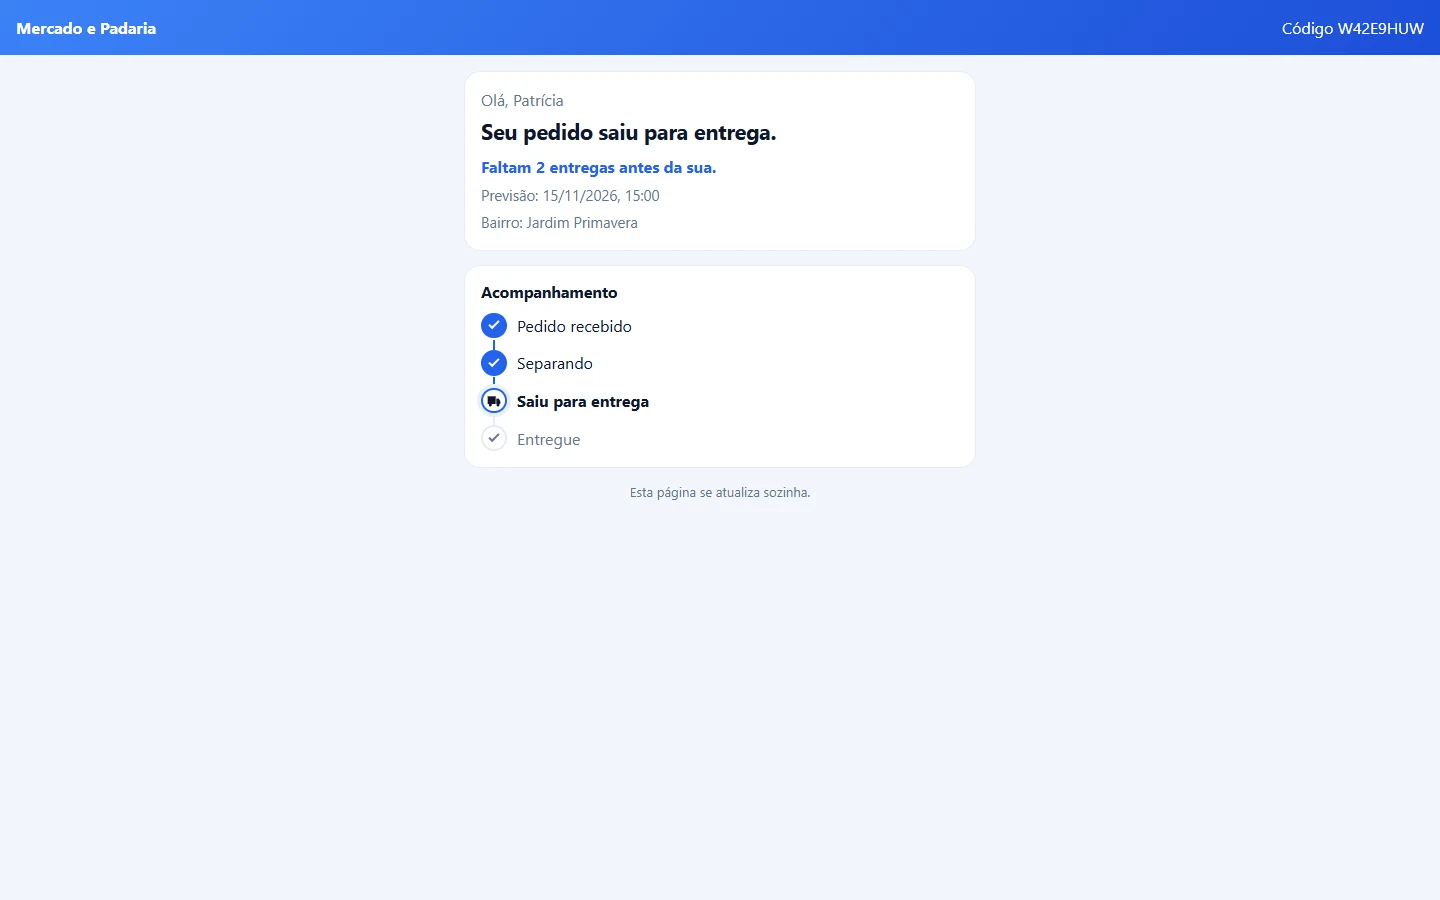 Mercado e Padaria
Código W42E9HUW
Olá, Patrícia
Seu pedido saiu para entrega.
Faltam 2 entregas antes da sua.
Previsão: 15/11/2026, 15:00
Bairro: Jardim Primavera
Acompanhamento
Pedido recebido
Separando
Saiu para entrega
Entregue
Esta página se atualiza sozinha.